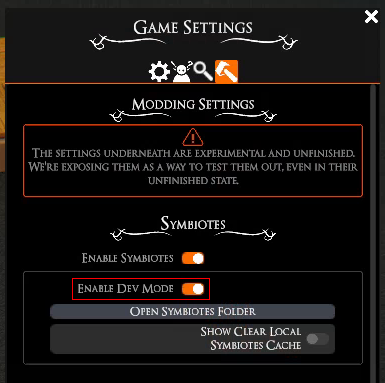 Game Settings
Modding Settings
The settings underneath are experimental and unfinished.
We're exposing them as a way to test them out, even in their
unfinished state.
Symbiotes
Enable Symbiotes
Enable Dev Mode
Open Symbiotes Folder
Show Clear Local
Symbiotes Cache